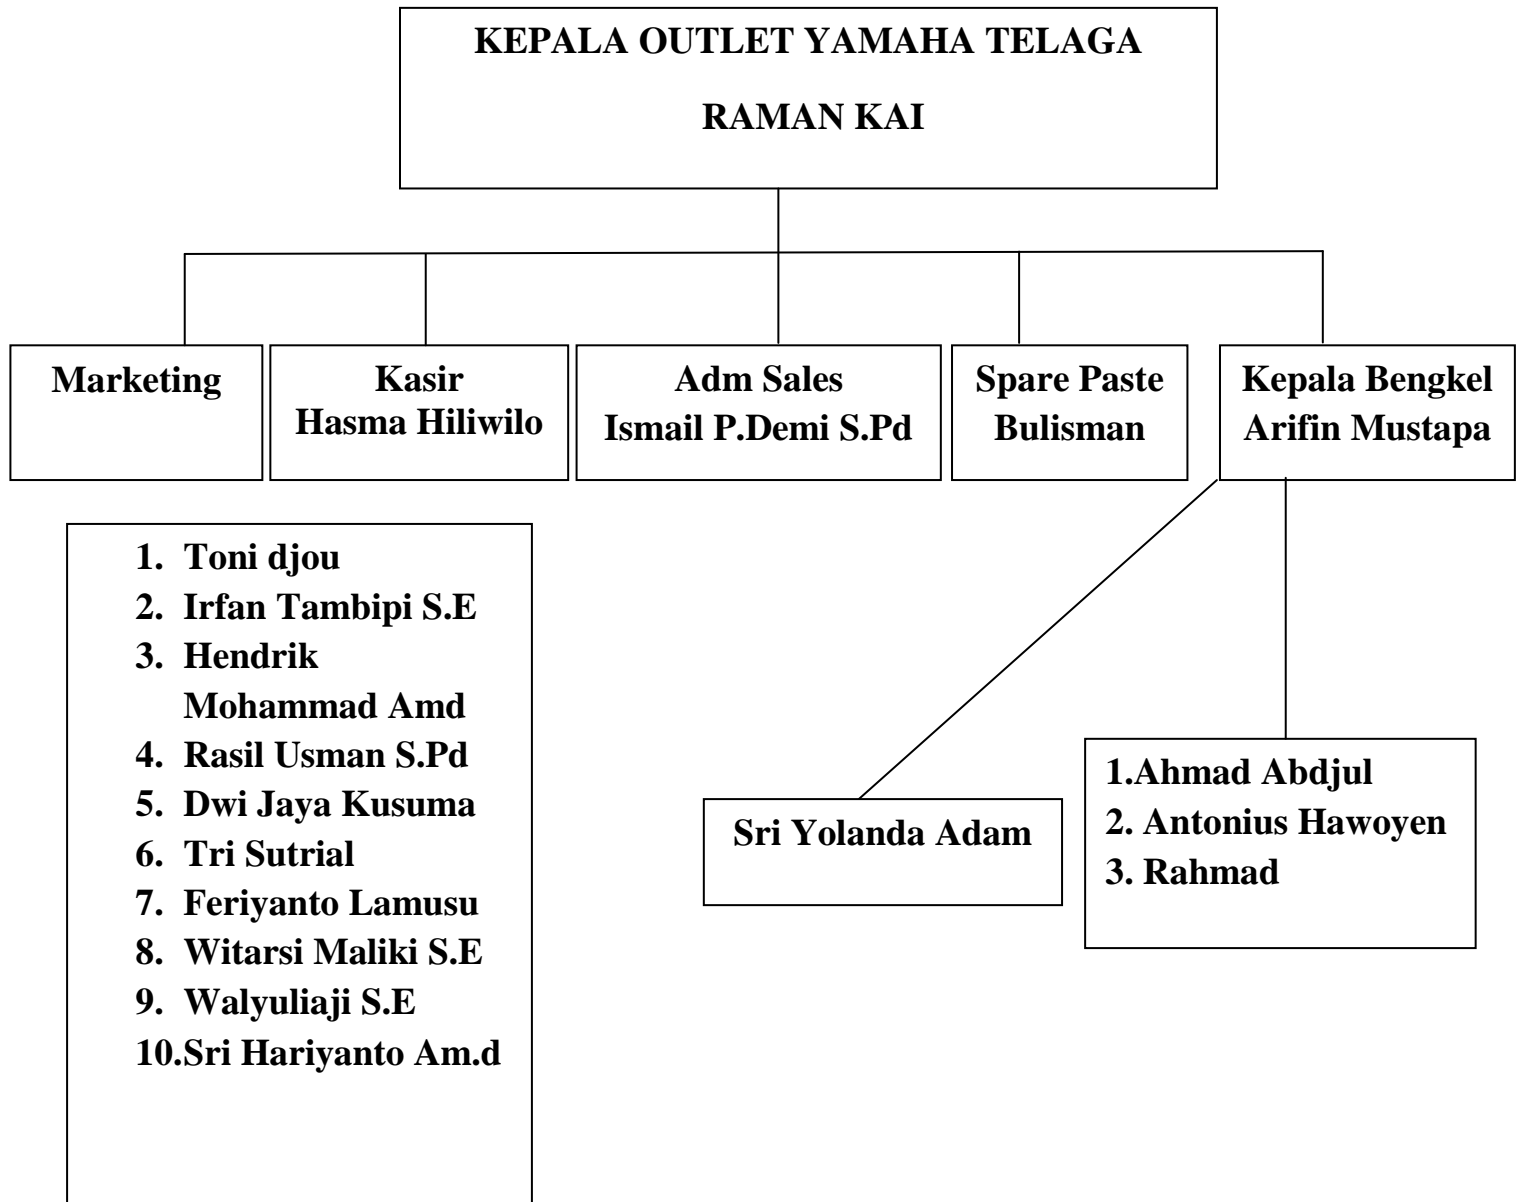 KEPALA OUTLET YAMAHA TELAGA
RAMAN KAI
Marketing
Kasir
Hasma Hiliwilo
Adm Sales
Ismail P.Demi S.Pd
Spare Paste
Bulisman
Kepala Bengkel
Arifin Mustapa
1. Toni djou
2. Irfan Tambipi S.E
3. Hendrik
Mohammad Amd
4. Rasil Usman S.Pd
5. Dwi Jaya Kusuma
6. Tri Sutrial
7. Feriyanto Lamusu
8. Witarsi Maliki S.E
9. Walyuliaji S.E
10.Sri Hariyanto Am.d
Sri Yolanda Adam
1.Ahmad Abdjul
2. Antonius Hawoyen
3. Rahmad